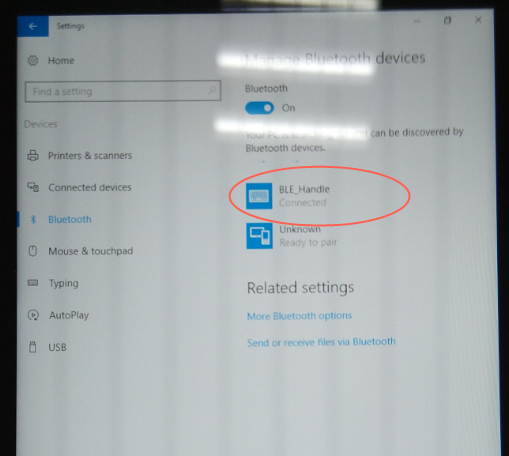 Settings
Home
Find a setting
Devices
Printers & scanners
Connected devices
Bluetooth
Mouse & touchpad
Typing
AutoPlay
USB
Manage Bluetooth devices
Bluetooth
On
Your PC is searching can be discovered by
Bluetooth devices.
BLE_Handle
Connected
Unknown
Ready to pair
Related settings
More Bluetooth options
Send or receive files via Bluetooth